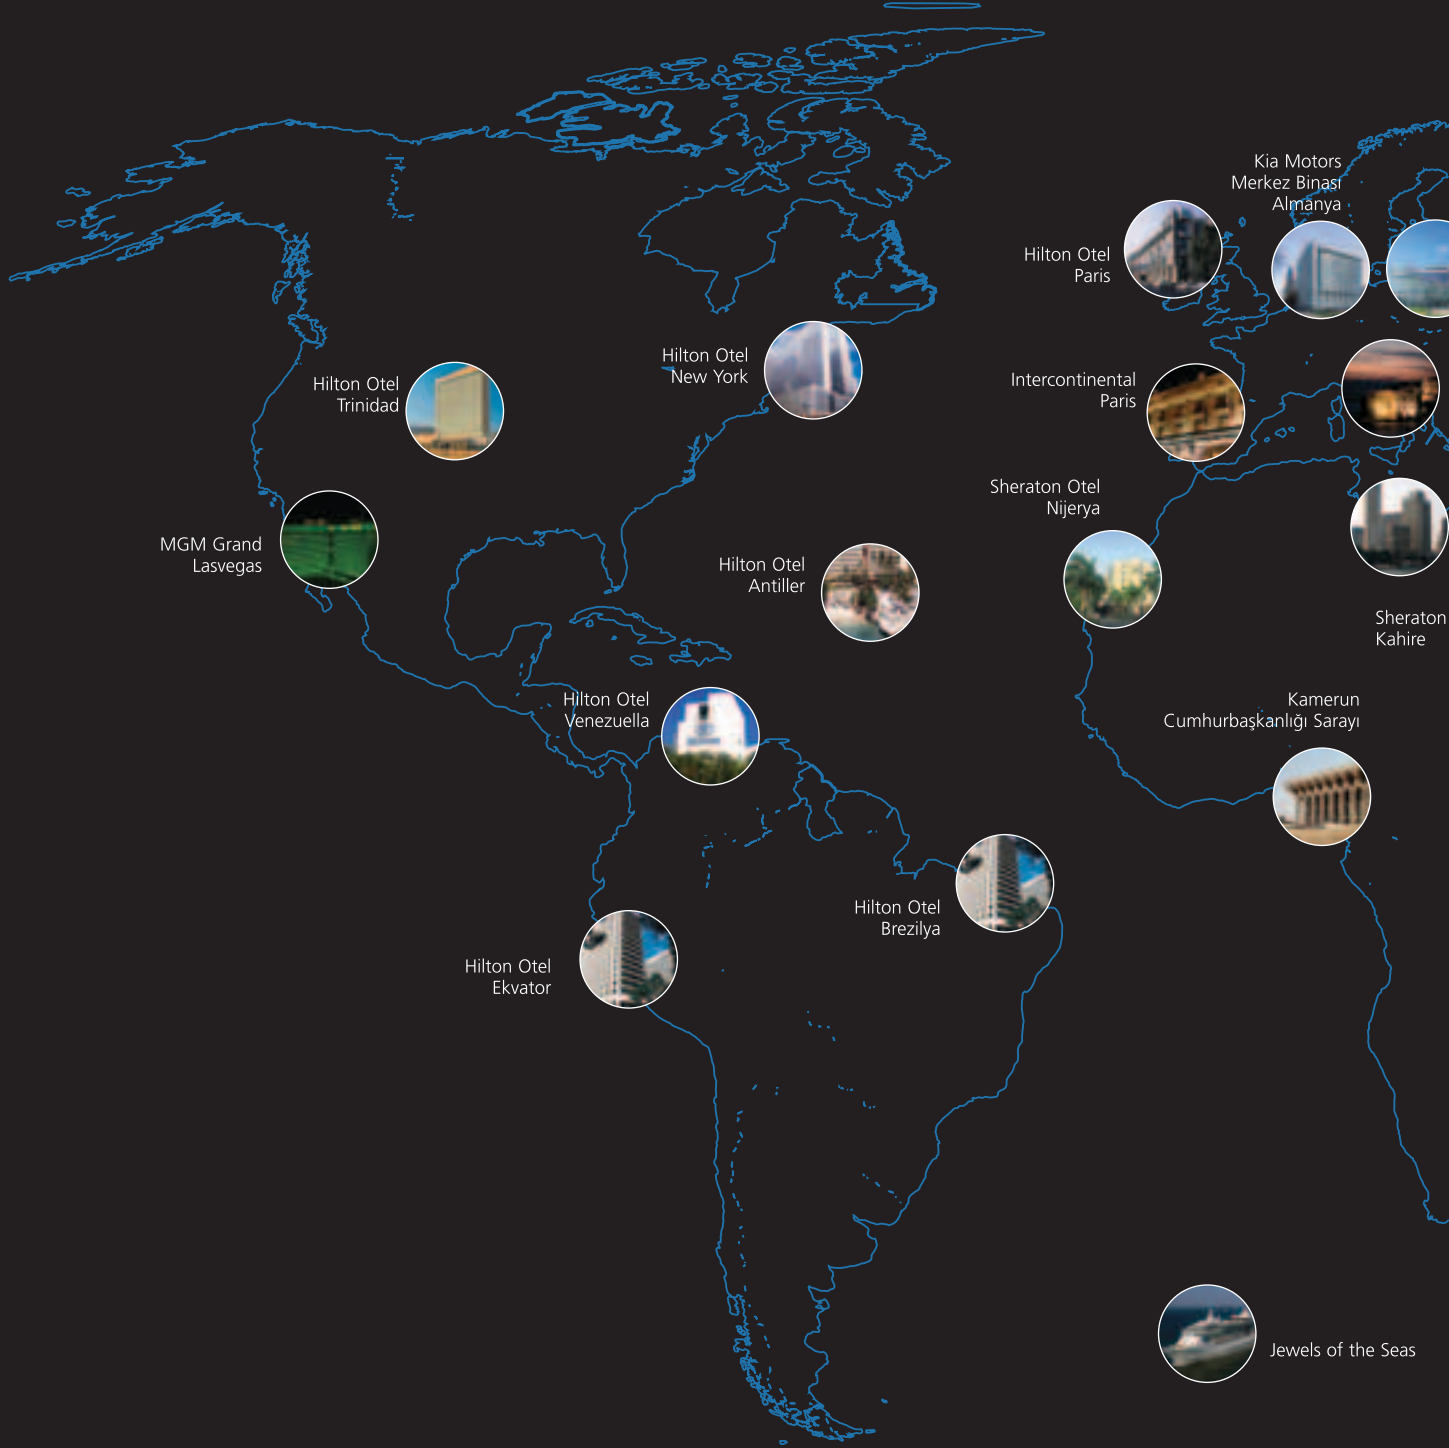 Kia Motors
Merkez Binası
Almanya
Hilton Otel
Paris
Hilton Otel
New York
Hilton Otel
Trinidad
Intercontinental
Paris
Sheraton Otel
Nijerya
MGM Grand
Lasvegas
Hilton Otel
Antiller
Sheraton
Kahire
Hilton Otel
Venezuella
Kamerun
Cumhurbaşkanlığı Sarayı
Hilton Otel
Brezilya
Hilton Otel
Ekvator
Jewels of the Seas